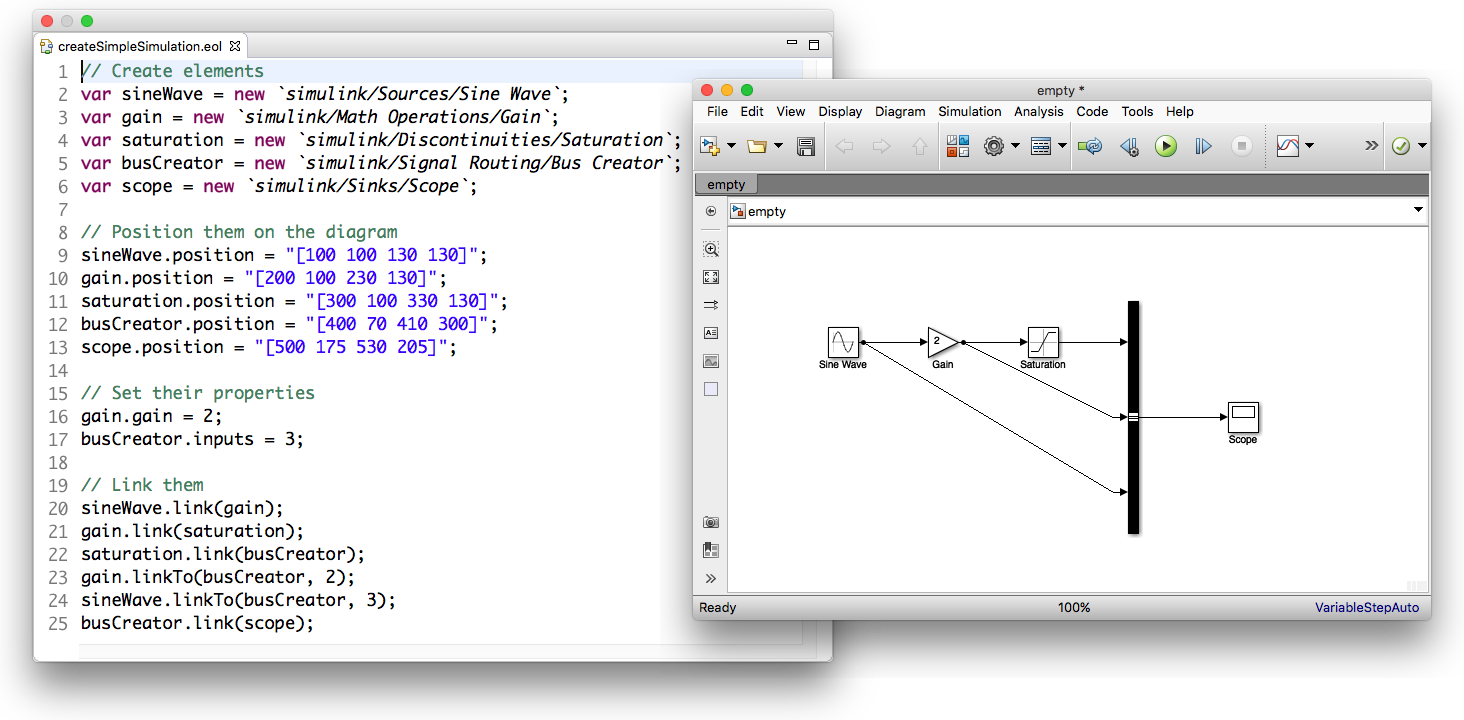 createSimpleSimulation.eol
1 // Create elements
2 var sineWave = new `simulink/Sources/Sine Wave`;
3 var gain = new `simulink/Math Operations/Gain`;
4 var saturation = new `simulink/Discontinuities/Saturation`;
5 var busCreator = new `simulink/Signal Routing/Bus Creator`;
6 var scope = new `simulink/Sinks/Scope`;
7
8 // Position them on the diagram
9 sineWave.position = "[100 100 130 130]";
10 gain.position = "[200 100 230 130]";
11 saturation.position = "[300 100 330 130]";
12 busCreator.position = "[400 70 410 300]";
13 scope.position = "[500 175 530 205]";
14
15 // Set their properties
16 gain.gain = 2;
17 busCreator.inputs = 3;
18
19 // Link them
20 sineWave.link(gain);
21 gain.link(saturation);
22 saturation.link(busCreator);
23 gain.linkTo(busCreator, 2);
24 sineWave.linkTo(busCreator, 3);
25 busCreator.link(scope);
empty *
File Edit View Display Diagram Simulation Analysis Code Tools Help
empty
empty
2
Sine Wave Gain Saturation
Scope
Ready 100% VariableStepAuto